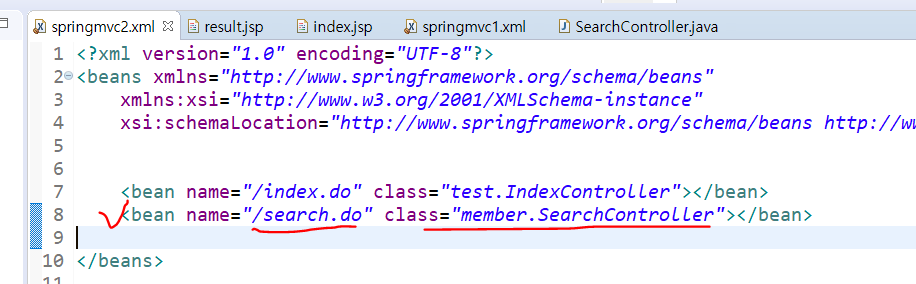 springmvc2.xml result.jsp index.jsp springmvc1.xml SearchController.java
1 <?xml version="1.0" encoding="UTF-8"?>
2 <beans xmlns="http://www.springframework.org/schema/beans"
3 xmlns:xsi="http://www.w3.org/2001/XMLSchema-instance"
4 xsi:schemaLocation="http://www.springframework.org/schema/beans http://ww
5
6
7 <bean name="/index.do" class="test.IndexController"></bean>
8 <bean name="/search.do" class="member.SearchController"></bean>
9
10 </beans>
11